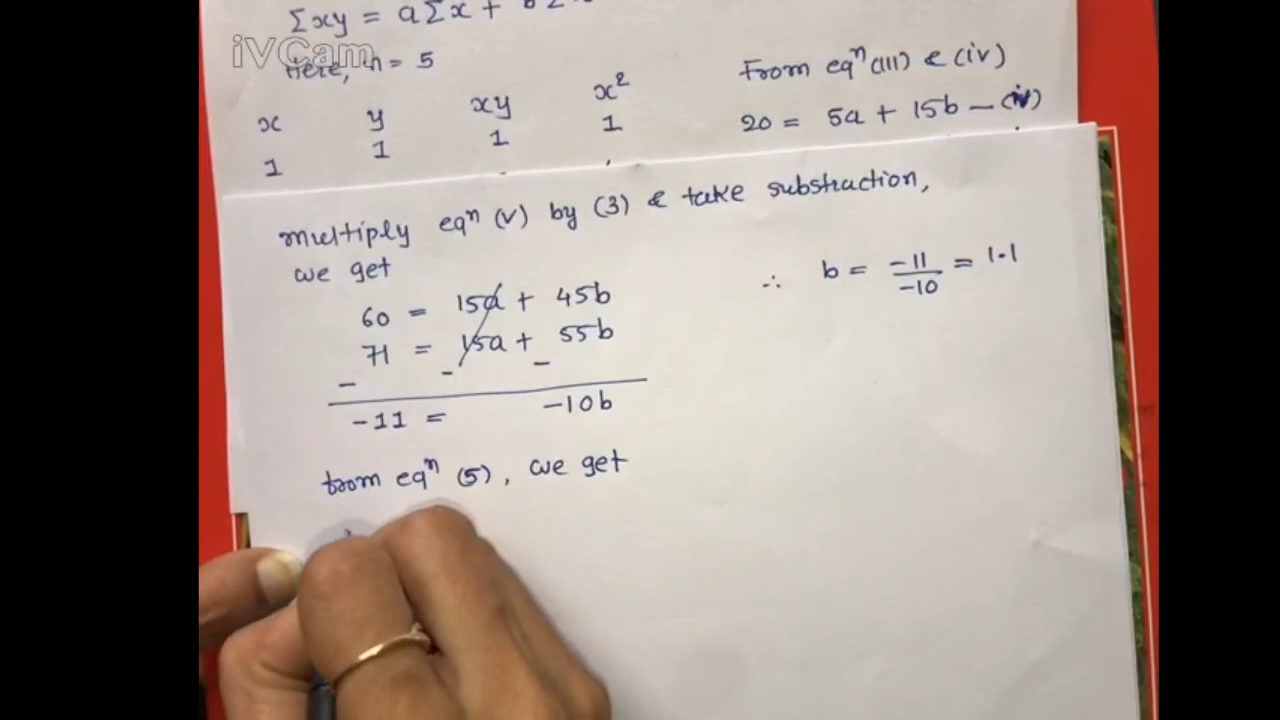 Σxy = aΣx + b Σ
iVCam
Here, n = 5
x y xy x²
1 1 1 1
From eqⁿ (III) & (iv)
20 = 5a + 15b —
multiply eqⁿ (v) by (3) & take substraction,
we get
60 = 15a + 45b
71 = 15a + 55b
- - -
-11 = -10b
∴ b = -11/-10 = 1.1
from eqⁿ (5), we get